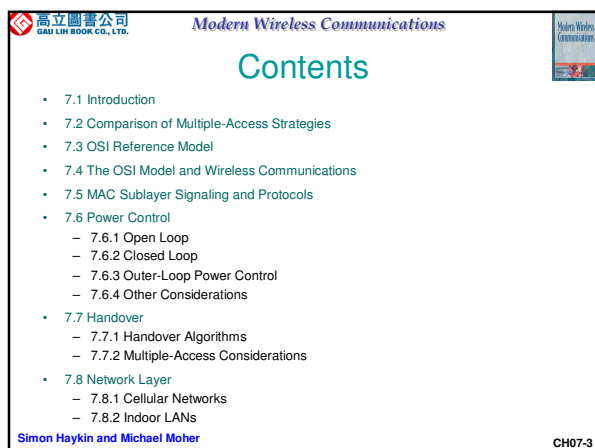 高立圖書公司
GAU LIH BOOK CO., LTD.
Modern Wireless Communications
Modern Wireless
Communications
Contents
• 7.1 Introduction
• 7.2 Comparison of Multiple-Access Strategies
• 7.3 OSI Reference Model
• 7.4 The OSI Model and Wireless Communications
• 7.5 MAC Sublayer Signaling and Protocols
• 7.6 Power Control
– 7.6.1 Open Loop
– 7.6.2 Closed Loop
– 7.6.3 Outer-Loop Power Control
– 7.6.4 Other Considerations
• 7.7 Handover
– 7.7.1 Handover Algorithms
– 7.7.2 Multiple-Access Considerations
• 7.8 Network Layer
– 7.8.1 Cellular Networks
– 7.8.2 Indoor LANs
Simon Haykin and Michael Moher
CH07-3